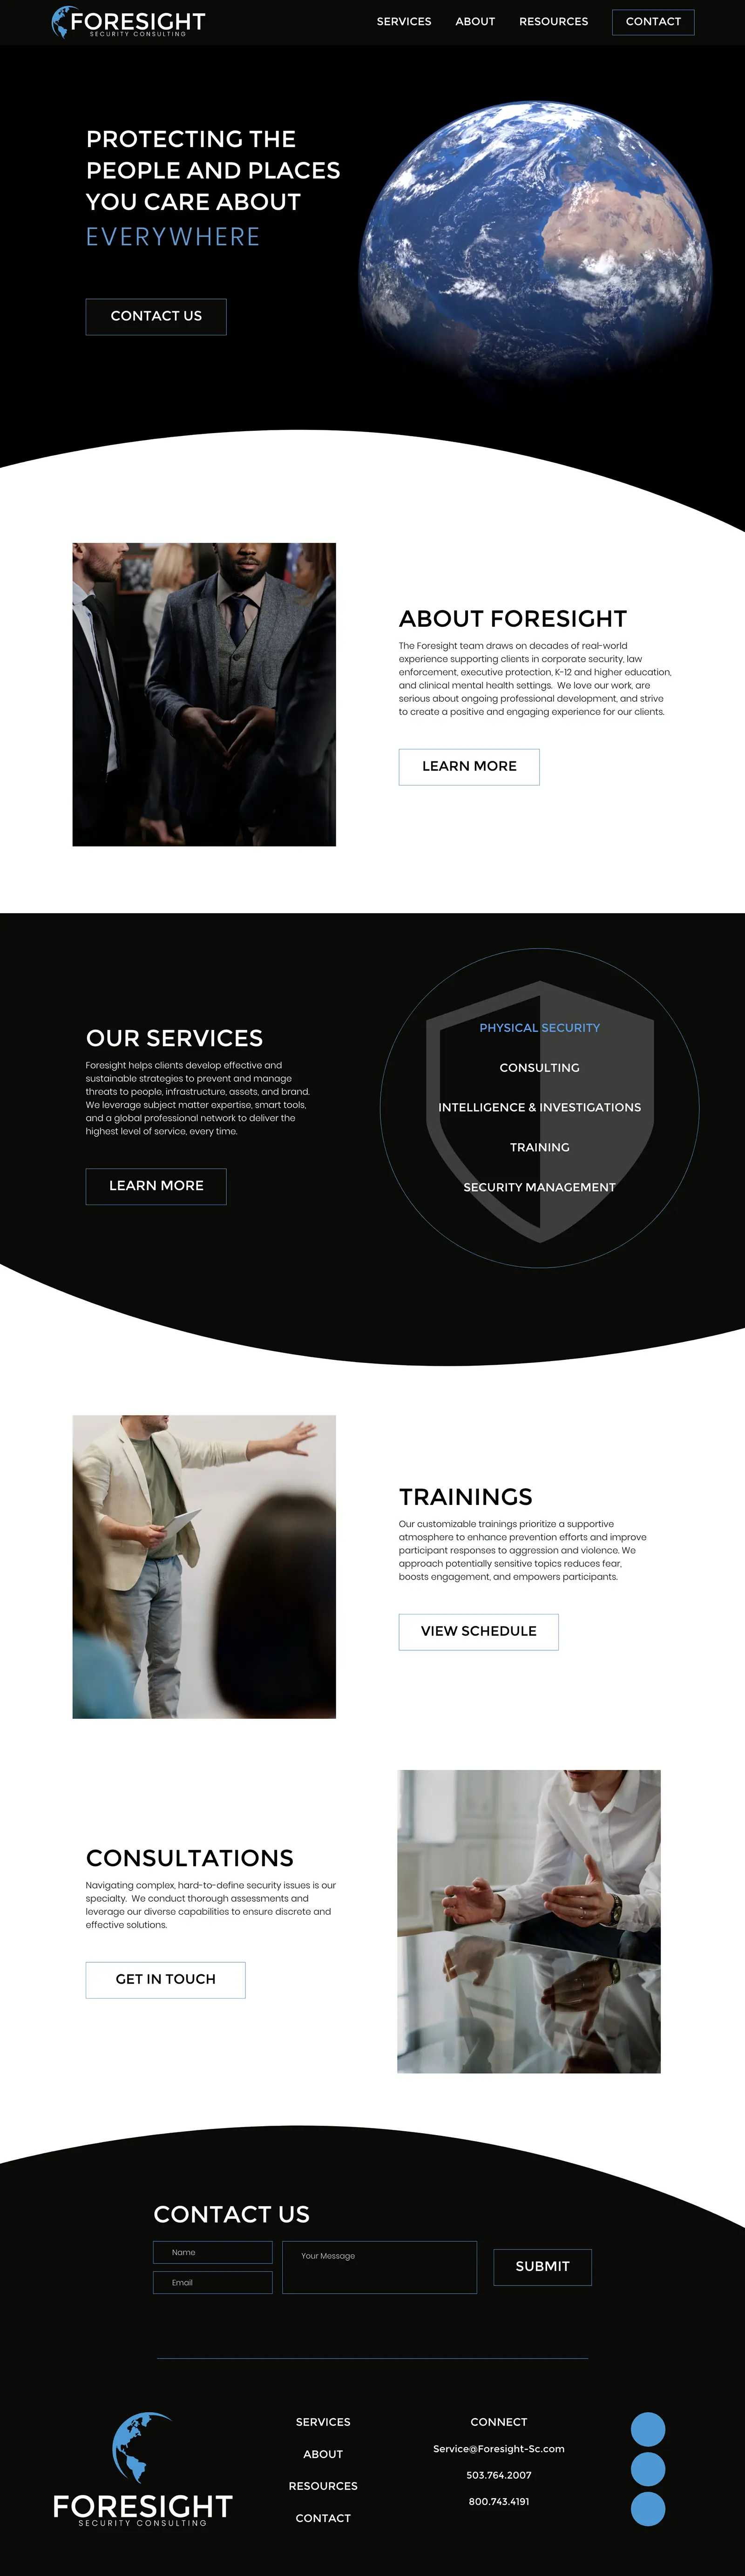 FORESIGHT
SECURITY CONSULTING
SERVICES ABOUT RESOURCES CONTACT
PROTECTING THE
PEOPLE AND PLACES
YOU CARE ABOUT
EVERYWHERE
CONTACT US
ABOUT FORESIGHT
The Foresight team draws on decades of real-world
experience supporting clients in corporate security, law
enforcement, executive protection, K-12 and higher education,
and clinical mental health settings. We love our work, are
serious about ongoing professional development, and strive
to create a positive and engaging experience for our clients.
LEARN MORE
OUR SERVICES
Foresight helps clients develop effective and
sustainable strategies to prevent and manage
threats to people, infrastructure, assets, and brand.
We leverage subject matter expertise, smart tools,
and a global professional network to deliver the
highest level of service, every time.
LEARN MORE
PHYSICAL SECURITY
CONSULTING
INTELLIGENCE & INVESTIGATIONS
TRAINING
SECURITY MANAGEMENT
TRAININGS
Our customizable trainings prioritize a supportive
atmosphere to enhance prevention efforts and improve
participant responses to aggression and violence. We
approach potentially sensitive topics reduces fear,
boosts engagement, and empowers participants.
VIEW SCHEDULE
CONSULTATIONS
Navigating complex, hard-to-define security issues is our
specialty. We conduct thorough assessments and
leverage our diverse capabilities to ensure discrete and
effective solutions.
GET IN TOUCH
CONTACT US
Name
Email
Your Message
SUBMIT
FORESIGHT
SECURITY CONSULTING
SERVICES
ABOUT
RESOURCES
CONTACT
CONNECT
Service@Foresight-Sc.com
503.764.2007
800.743.4191